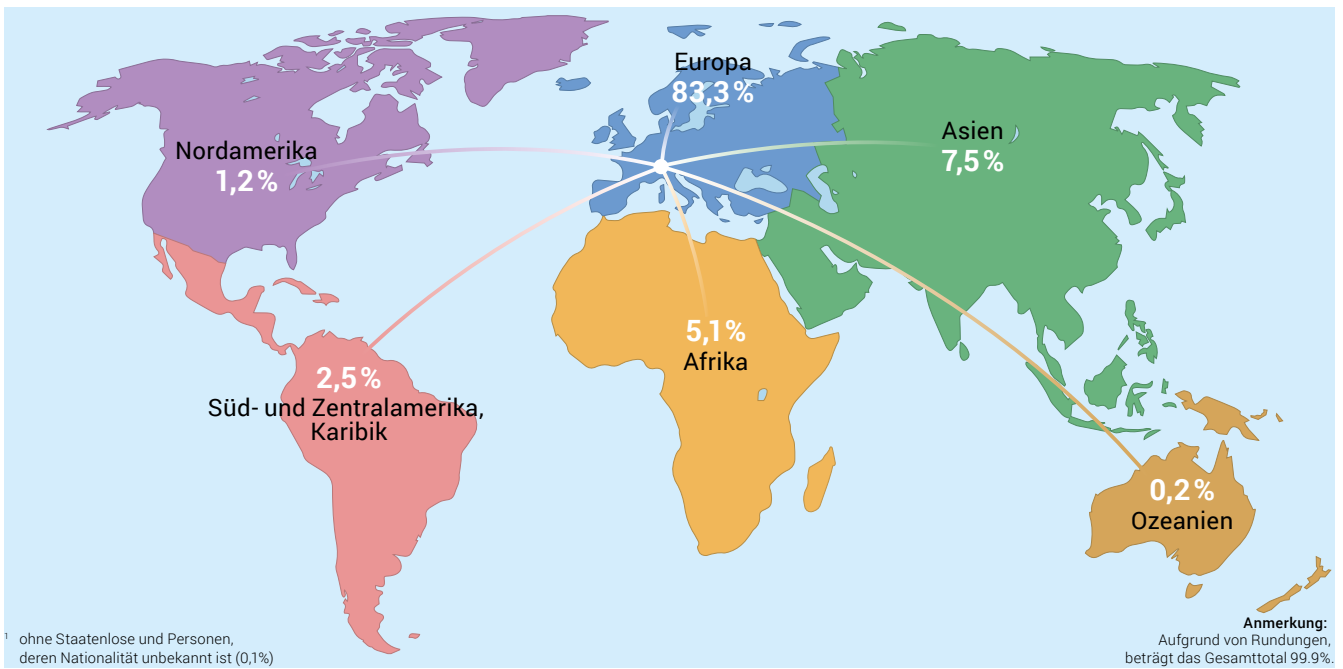 Europa
83,3 %
Nordamerika
1,2 %
Asien
7,5 %
5,1 %
Afrika
2,5 %
Süd- und Zentralamerika,
Karibik
0,2 %
Ozeanien
1 ohne Staatenlose und Personen,
deren Nationalität unbekannt ist (0,1%)
Anmerkung:
Aufgrund von Rundungen,
beträgt das Gesamttotal 99.9%.